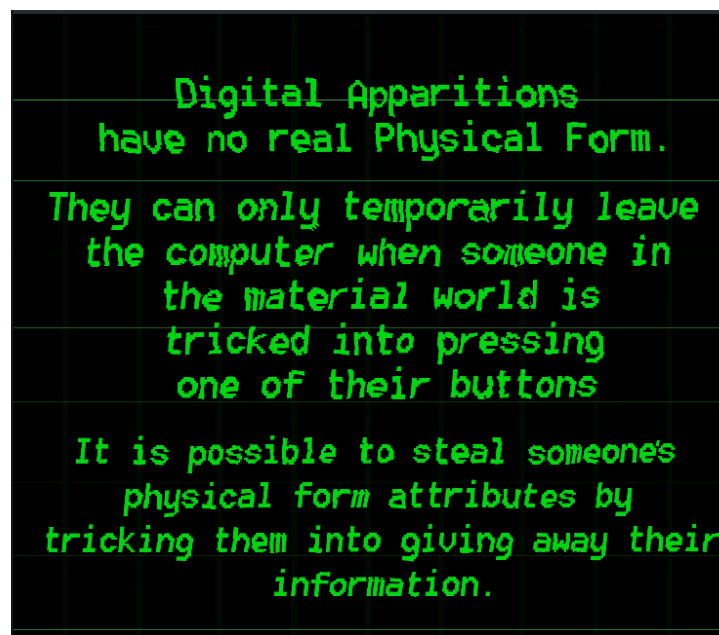 Digital Apparitions
have no real Physical Form.
They can only temporarily leave
the computer when someone in
the material world is
tricked into pressing
one of their buttons
It is possible to steal someone's
physical form attributes by
tricking them into giving away their
information.